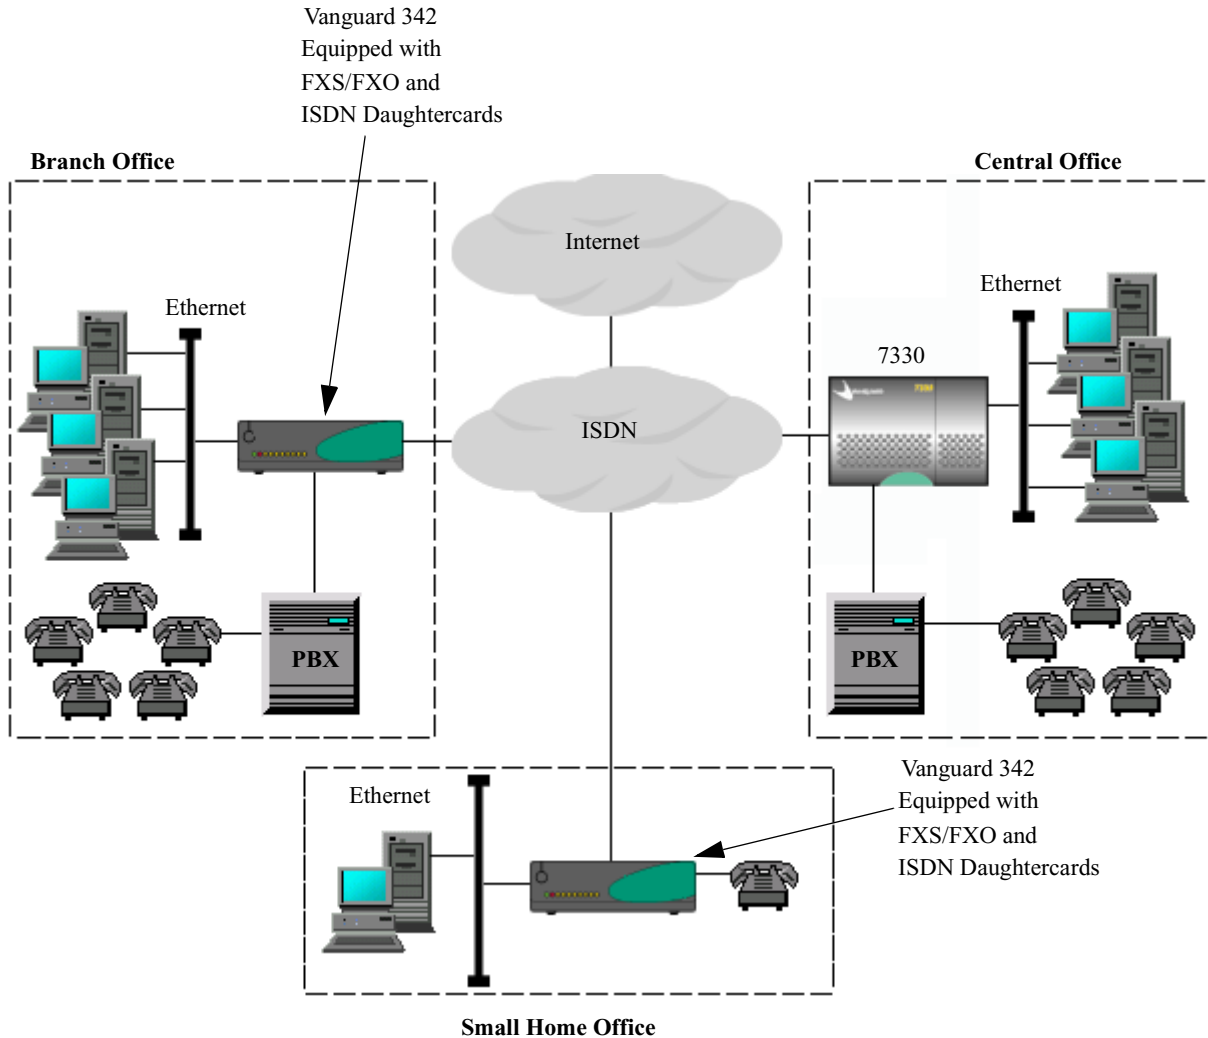 Vanguard 342
Equipped with
FXS/FXO and
ISDN Daughtercards
Branch Office
Central Office
Internet
Ethernet
Ethernet
7330
ISDN
7330
PBX
PBX
Vanguard 342
Equipped with
FXS/FXO and
ISDN Daughtercards
Ethernet
Small Home Office